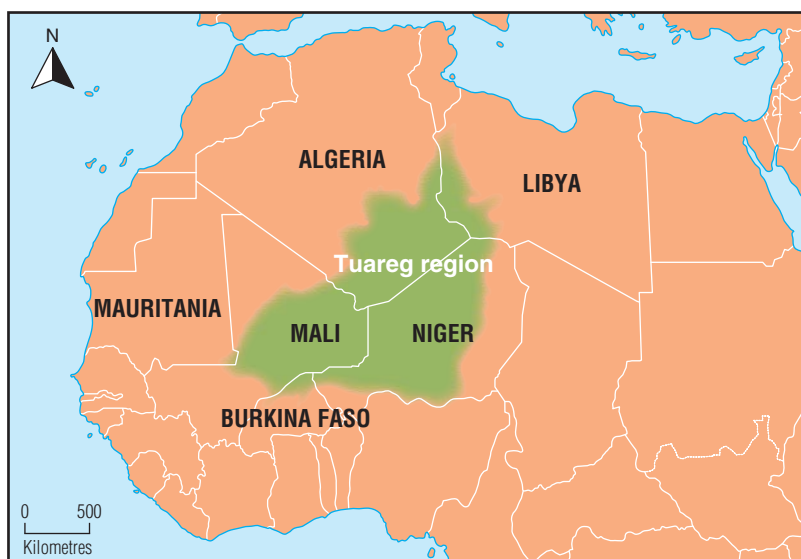 N
ALGERIA
LIBYA
Tuareg region
MAURITANIA
MALI
NIGER
BURKINA FASO
0 500
Kilometres